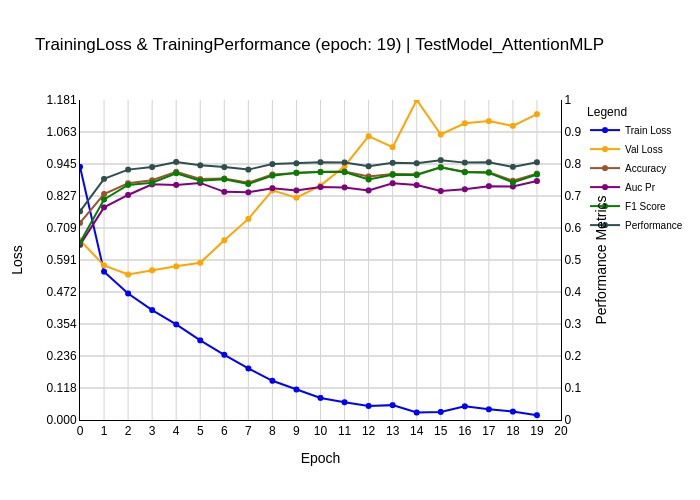 TrainingLoss & TrainingPerformance (epoch: 19) | TestModel_AttentionMLP
1.181
1.063
0.945
0.827
0.709
0.591
0.472
0.354
0.236
0.118
0.000
Loss
0 1 2 3 4 5 6 7 8 9 10 11 12 13 14 15 16 17 18 19 20
Epoch
1
0.9
0.8
0.7
0.6
0.5
0.4
0.3
0.2
0.1
0
Performance Metrics
Legend
Train Loss
Val Loss
Accuracy
Auc Pr
F1 Score
Performance